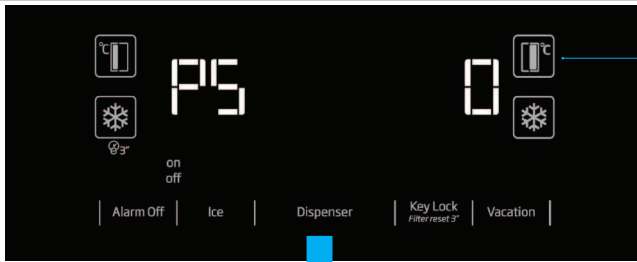 °C
PS 0
°C
3"
on
off
Alarm Off Ice Dispenser Key Lock Vacation
Filter reset 3"